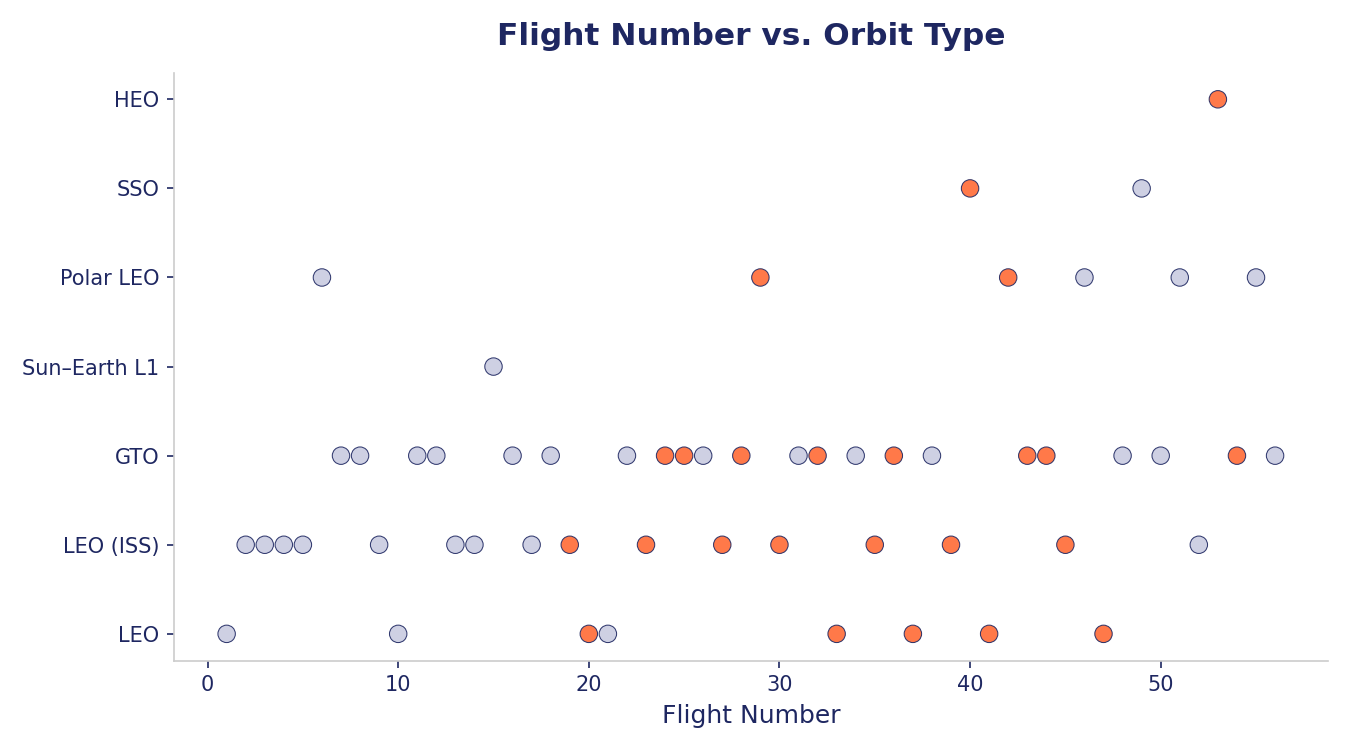 Flight Number vs. Orbit Type
HEO
SSO
Polar LEO
Sun–Earth L1
GTO
LEO (ISS)
LEO
0 10 20 30 40 50
Flight Number